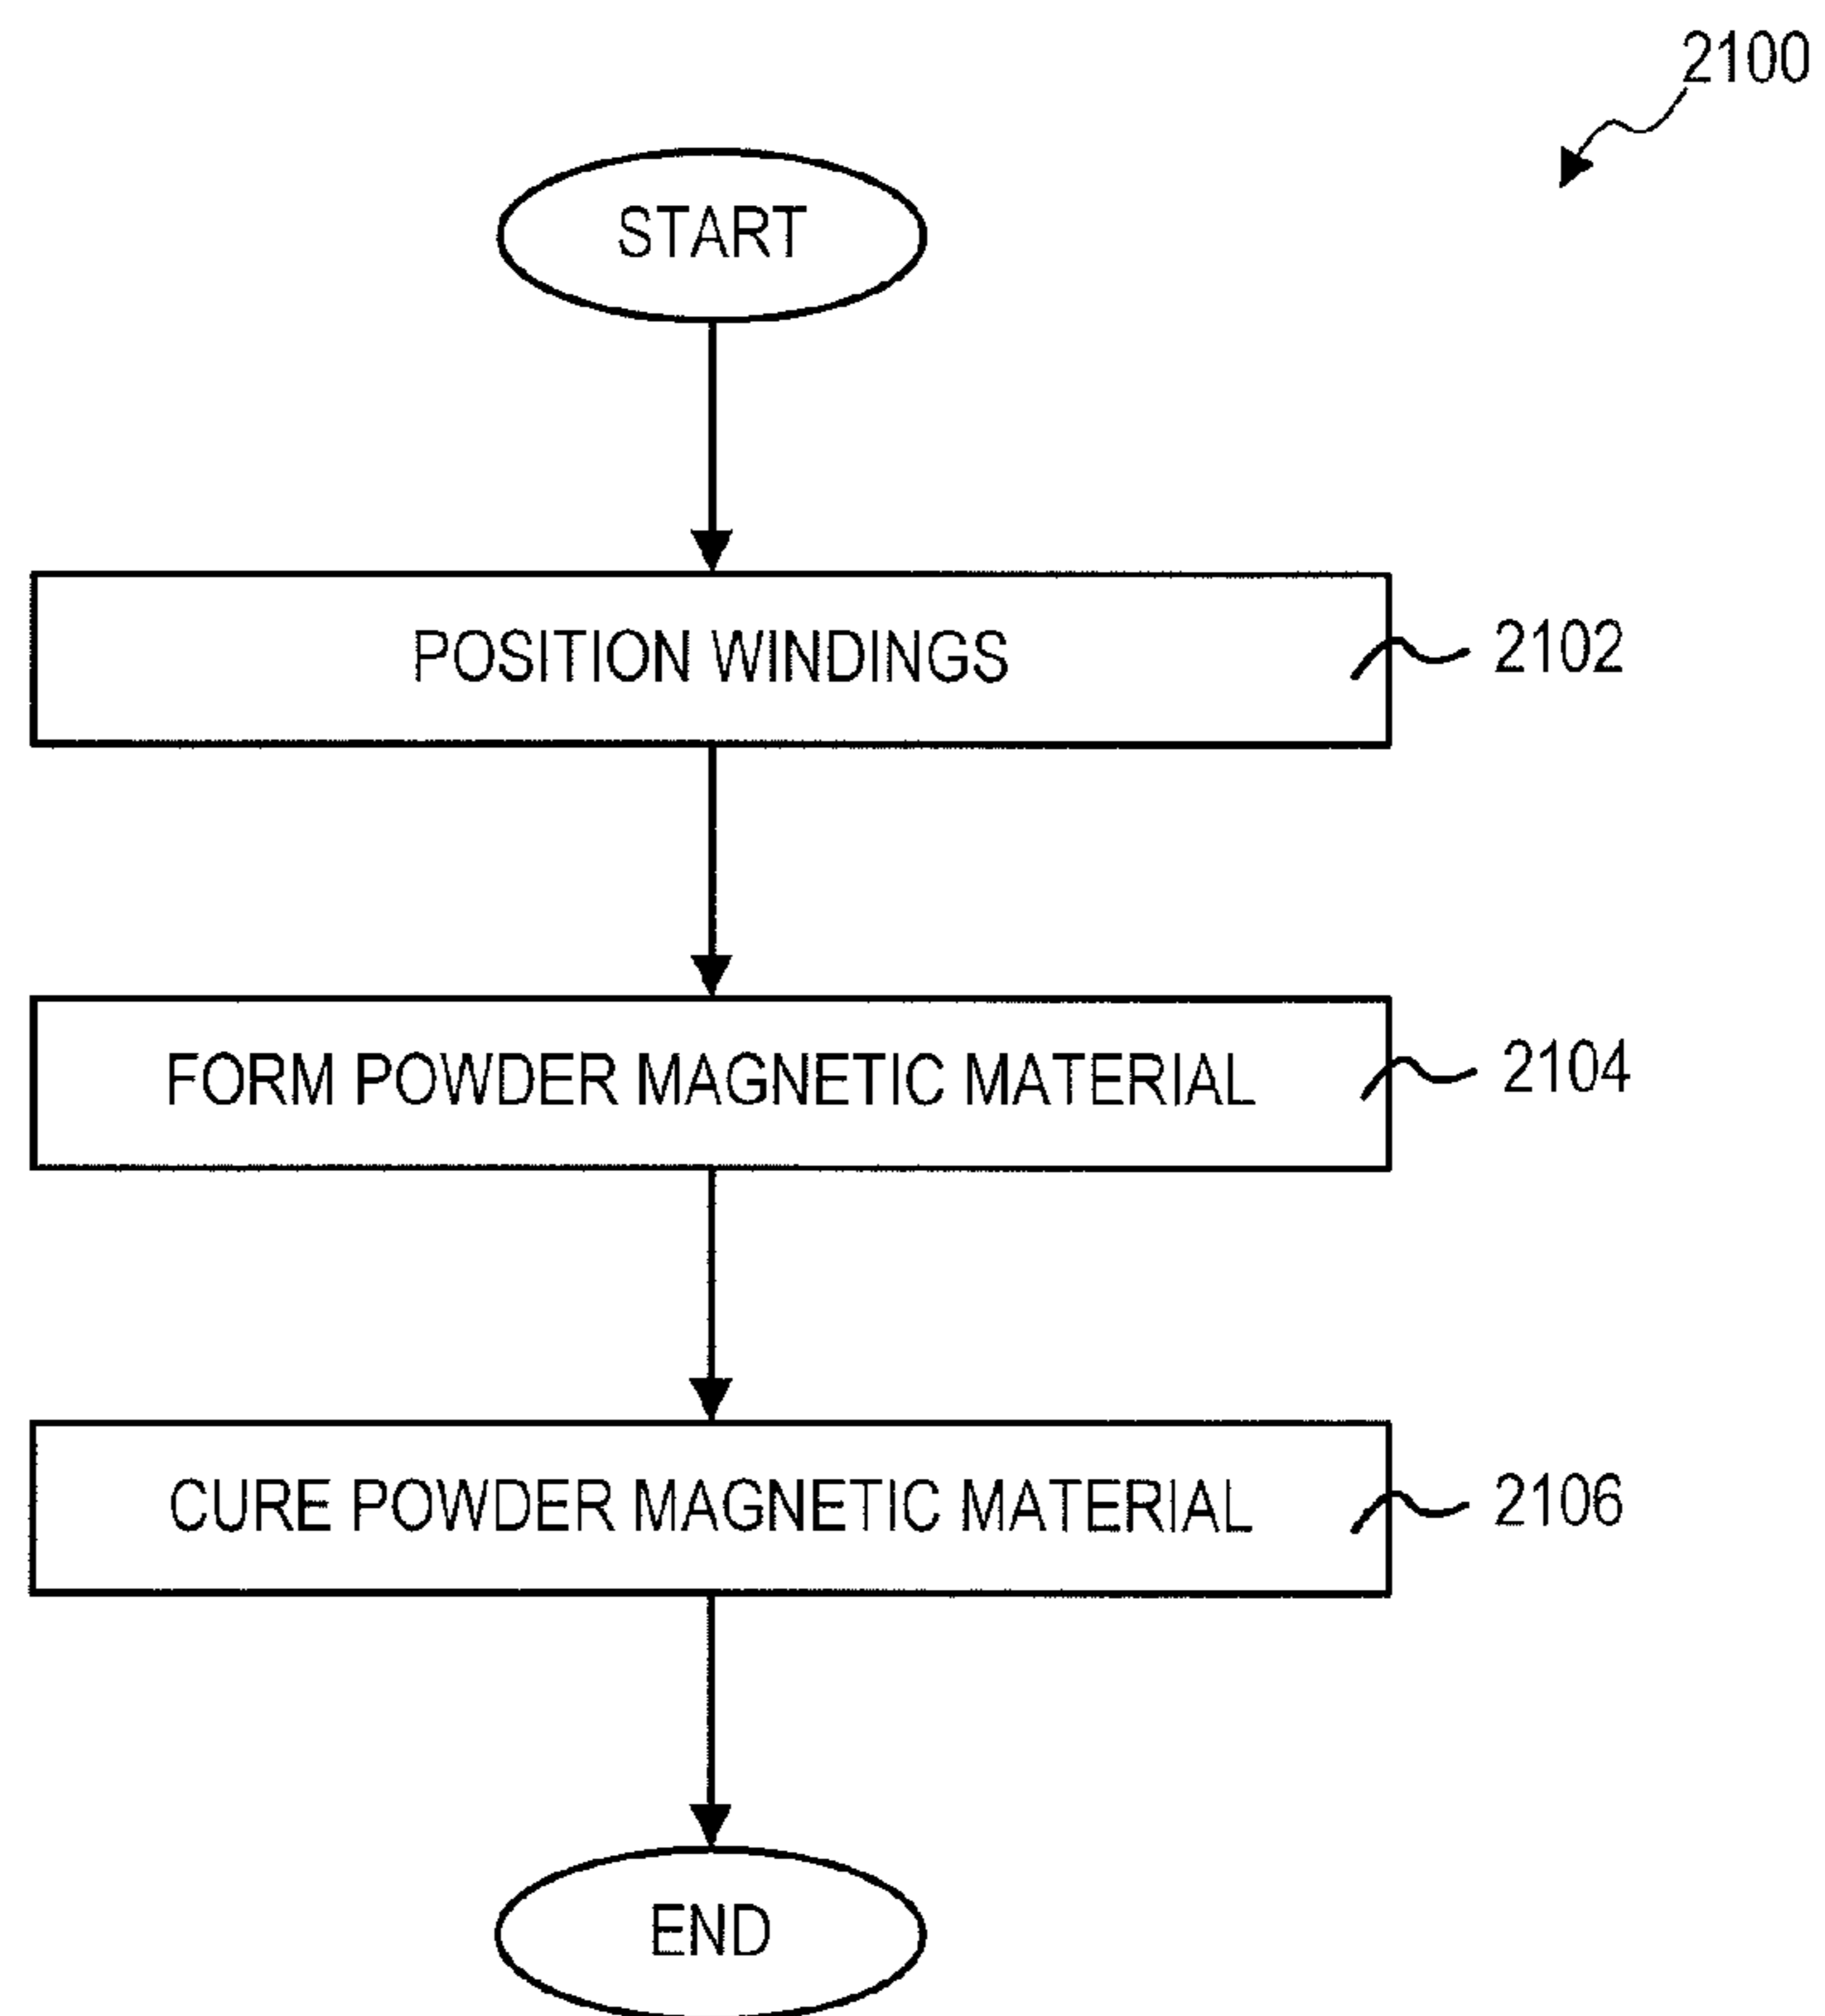 2100
START
POSITION WINDINGS
2102
FORM POWDER MAGNETIC MATERIAL
2104
CURE POWDER MAGNETIC MATERIAL
2106
END